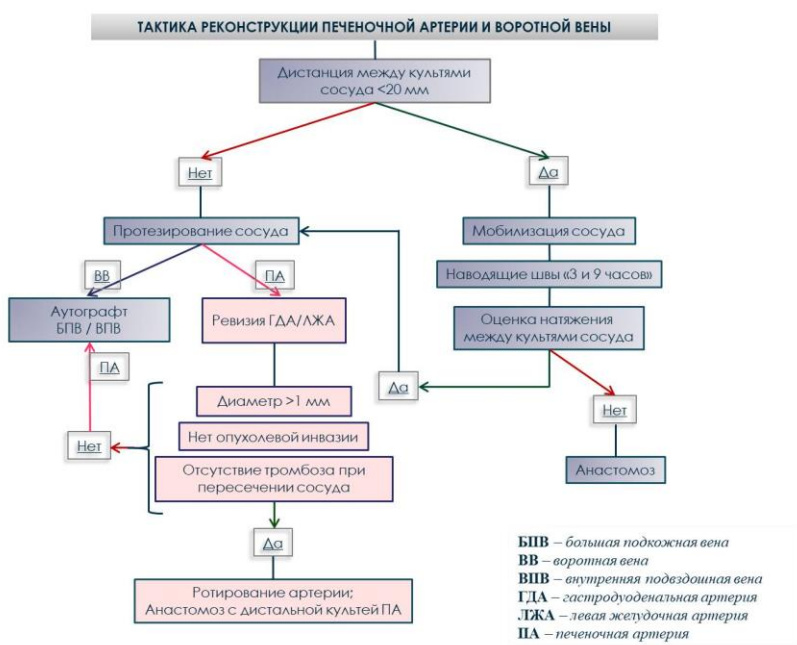 ТАКТИКА РЕКОНСТРУКЦИИ ПЕЧЕНОЧНОЙ АРТЕРИИ И ВОРОТНОЙ ВЕНЫ
Дистанция между культями
сосуда <20 мм
Нет
Да
Протезирование сосуда
Мобилизация сосуда
ВВ
ПА
Наводящие швы «3 и 9 часов»
Аутографт
БПВ / ВПВ
Ревизия ГДА/ЛЖА
Оценка натяжения
между культями сосуда
ПА
Да
Диаметр >1 мм
Нет
Нет
Нет опухолевой инвазии
Анастомоз
Отсутствие тромбоза при
пересечении сосуда
Да
Ротирование артерии;
Анастомоз с дистальной культей ПА
БПВ – большая подкожная вена
ВВ – воротная вена
ВПВ – внутренняя подвздошная вена
ГДА – гастродуоденальная артерия
ЛЖА – левая желудочная артерия
ПА – печеночная артерия